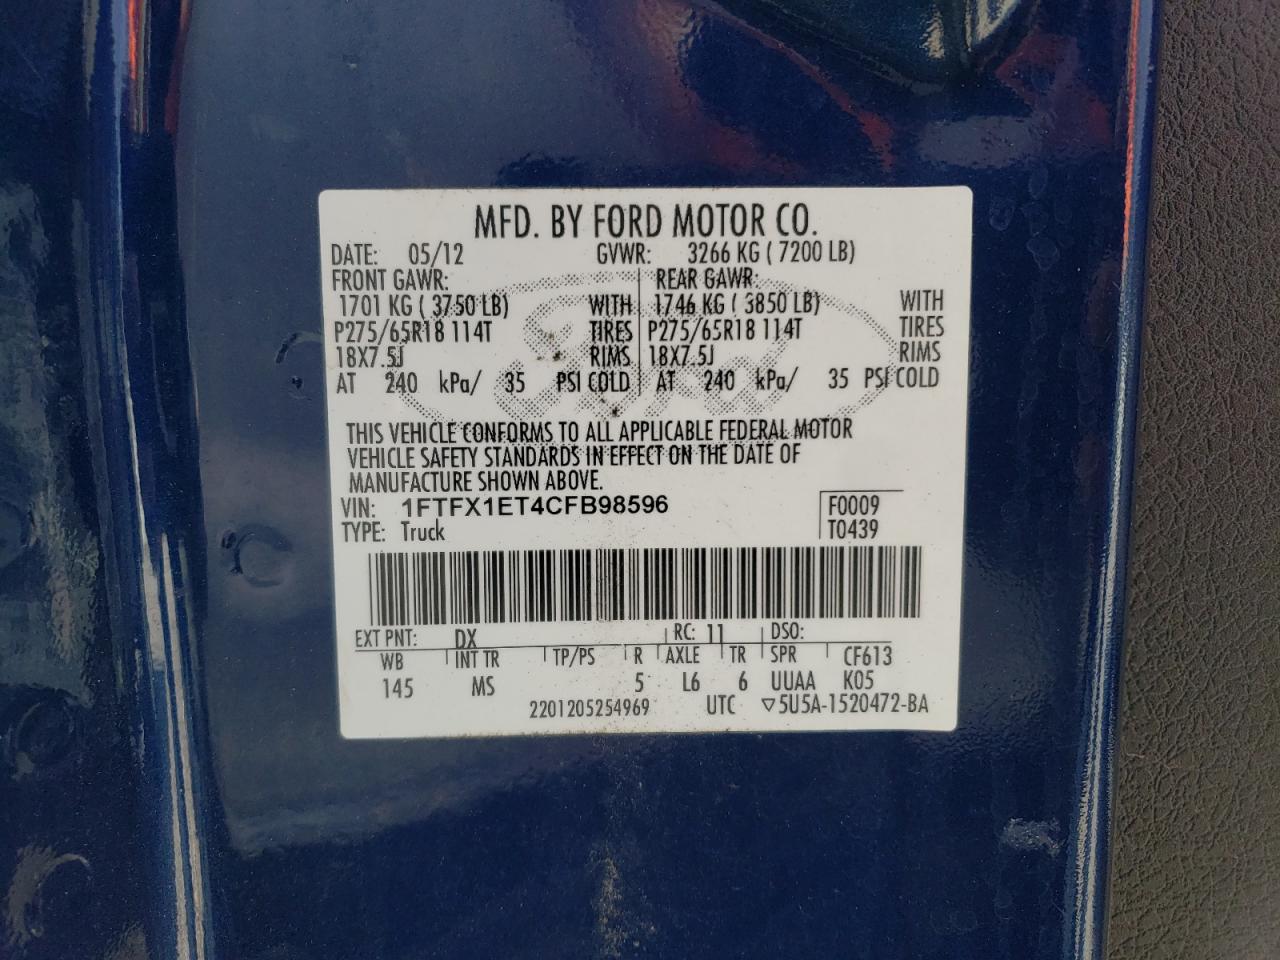 MFD. BY FORD MOTOR CO.
DATE: 05/12 GVWR: 3266 KG ( 7200 LB)
FRONT GAWR: REAR GAWR:
1701 KG ( 3750 LB) WITH 1746 KG ( 3850 LB) WITH
P275/65R18 114T TIRES P275/65R18 114T TIRES
18X7.5J RIMS 18X7.5J RIMS
AT 240 kPa/ 35 PSI COLD AT 240 kPa/ 35 PSI COLD
Ford
THIS VEHICLE CONFORMS TO ALL APPLICABLE FEDERAL MOTOR
VEHICLE SAFETY STANDARDS IN EFFECT ON THE DATE OF
MANUFACTURE SHOWN ABOVE.
VIN: 1FTFX1ET4CFB98596 F0009
TYPE: Truck T0439
EXT PNT: DX RC: 11 DSO:
WB INT TR TP/PS R AXLE TR SPR CF613
145 MS 5 L6 6 UUAA K05
2201205254969 UTC ▽5U5A-1520472-BA